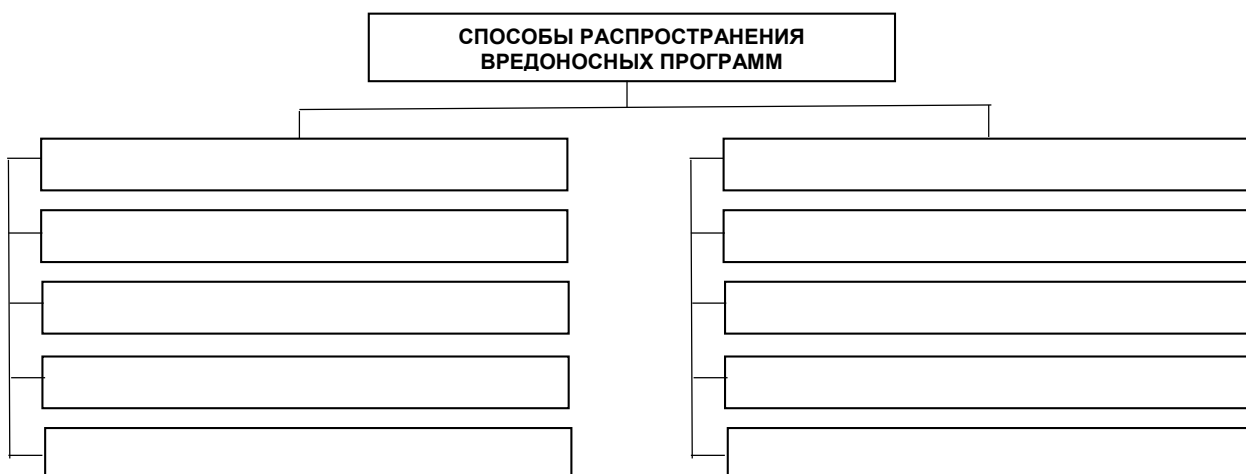 СПОСОБЫ РАСПРОСТРАНЕНИЯ
ВРЕДОНОСНЫХ ПРОГРАММ